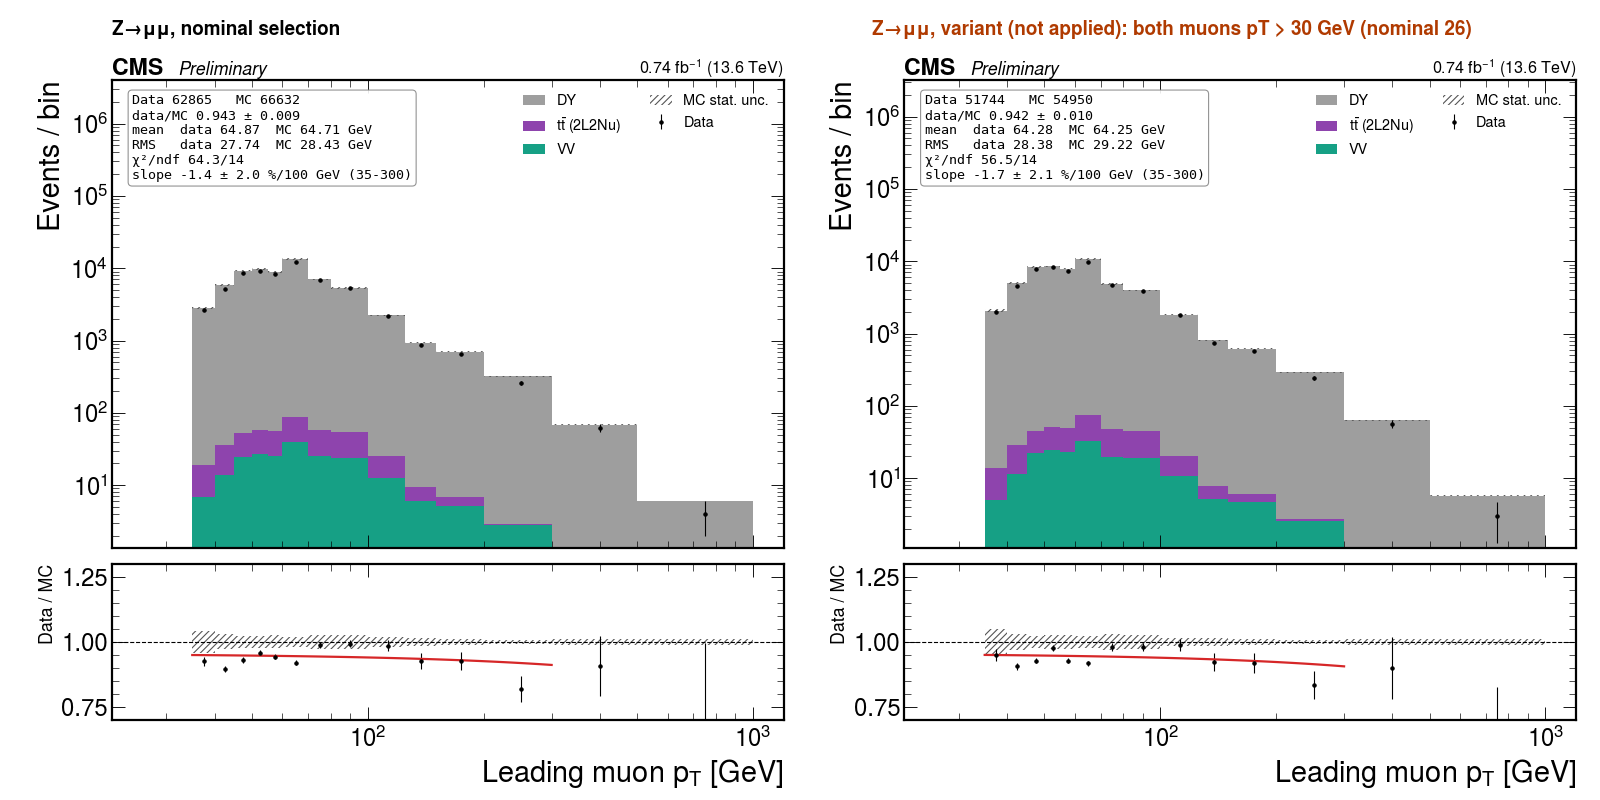 Z→μμ, nominal selection
CMS Preliminary 0.74 fb⁻¹ (13.6 TeV)
Events / bin
Data 62865 MC 66632
data/MC 0.943 ± 0.009
mean data 64.87 MC 64.71 GeV
RMS data 27.74 MC 28.43 GeV
χ²/ndf 64.3/14
slope -1.4 ± 2.0 %/100 GeV (35-300)
DY
tt̄ (2L2Nu)
VV
MC stat. unc.
Data
10⁶
10⁵
10⁴
10³
10²
10¹
Data / MC
1.25
1.00
0.75
10² 10³
Leading muon p_T [GeV]
Z→μμ, variant (not applied): both muons pT > 30 GeV (nominal 26)
CMS Preliminary 0.74 fb⁻¹ (13.6 TeV)
Events / bin
Data 51744 MC 54950
data/MC 0.942 ± 0.010
mean data 64.28 MC 64.25 GeV
RMS data 28.38 MC 29.22 GeV
χ²/ndf 56.5/14
slope -1.7 ± 2.1 %/100 GeV (35-300)
DY
tt̄ (2L2Nu)
VV
MC stat. unc.
Data
10⁶
10⁵
10⁴
10³
10²
10¹
Data / MC
1.25
1.00
0.75
10² 10³
Leading muon p_T [GeV]